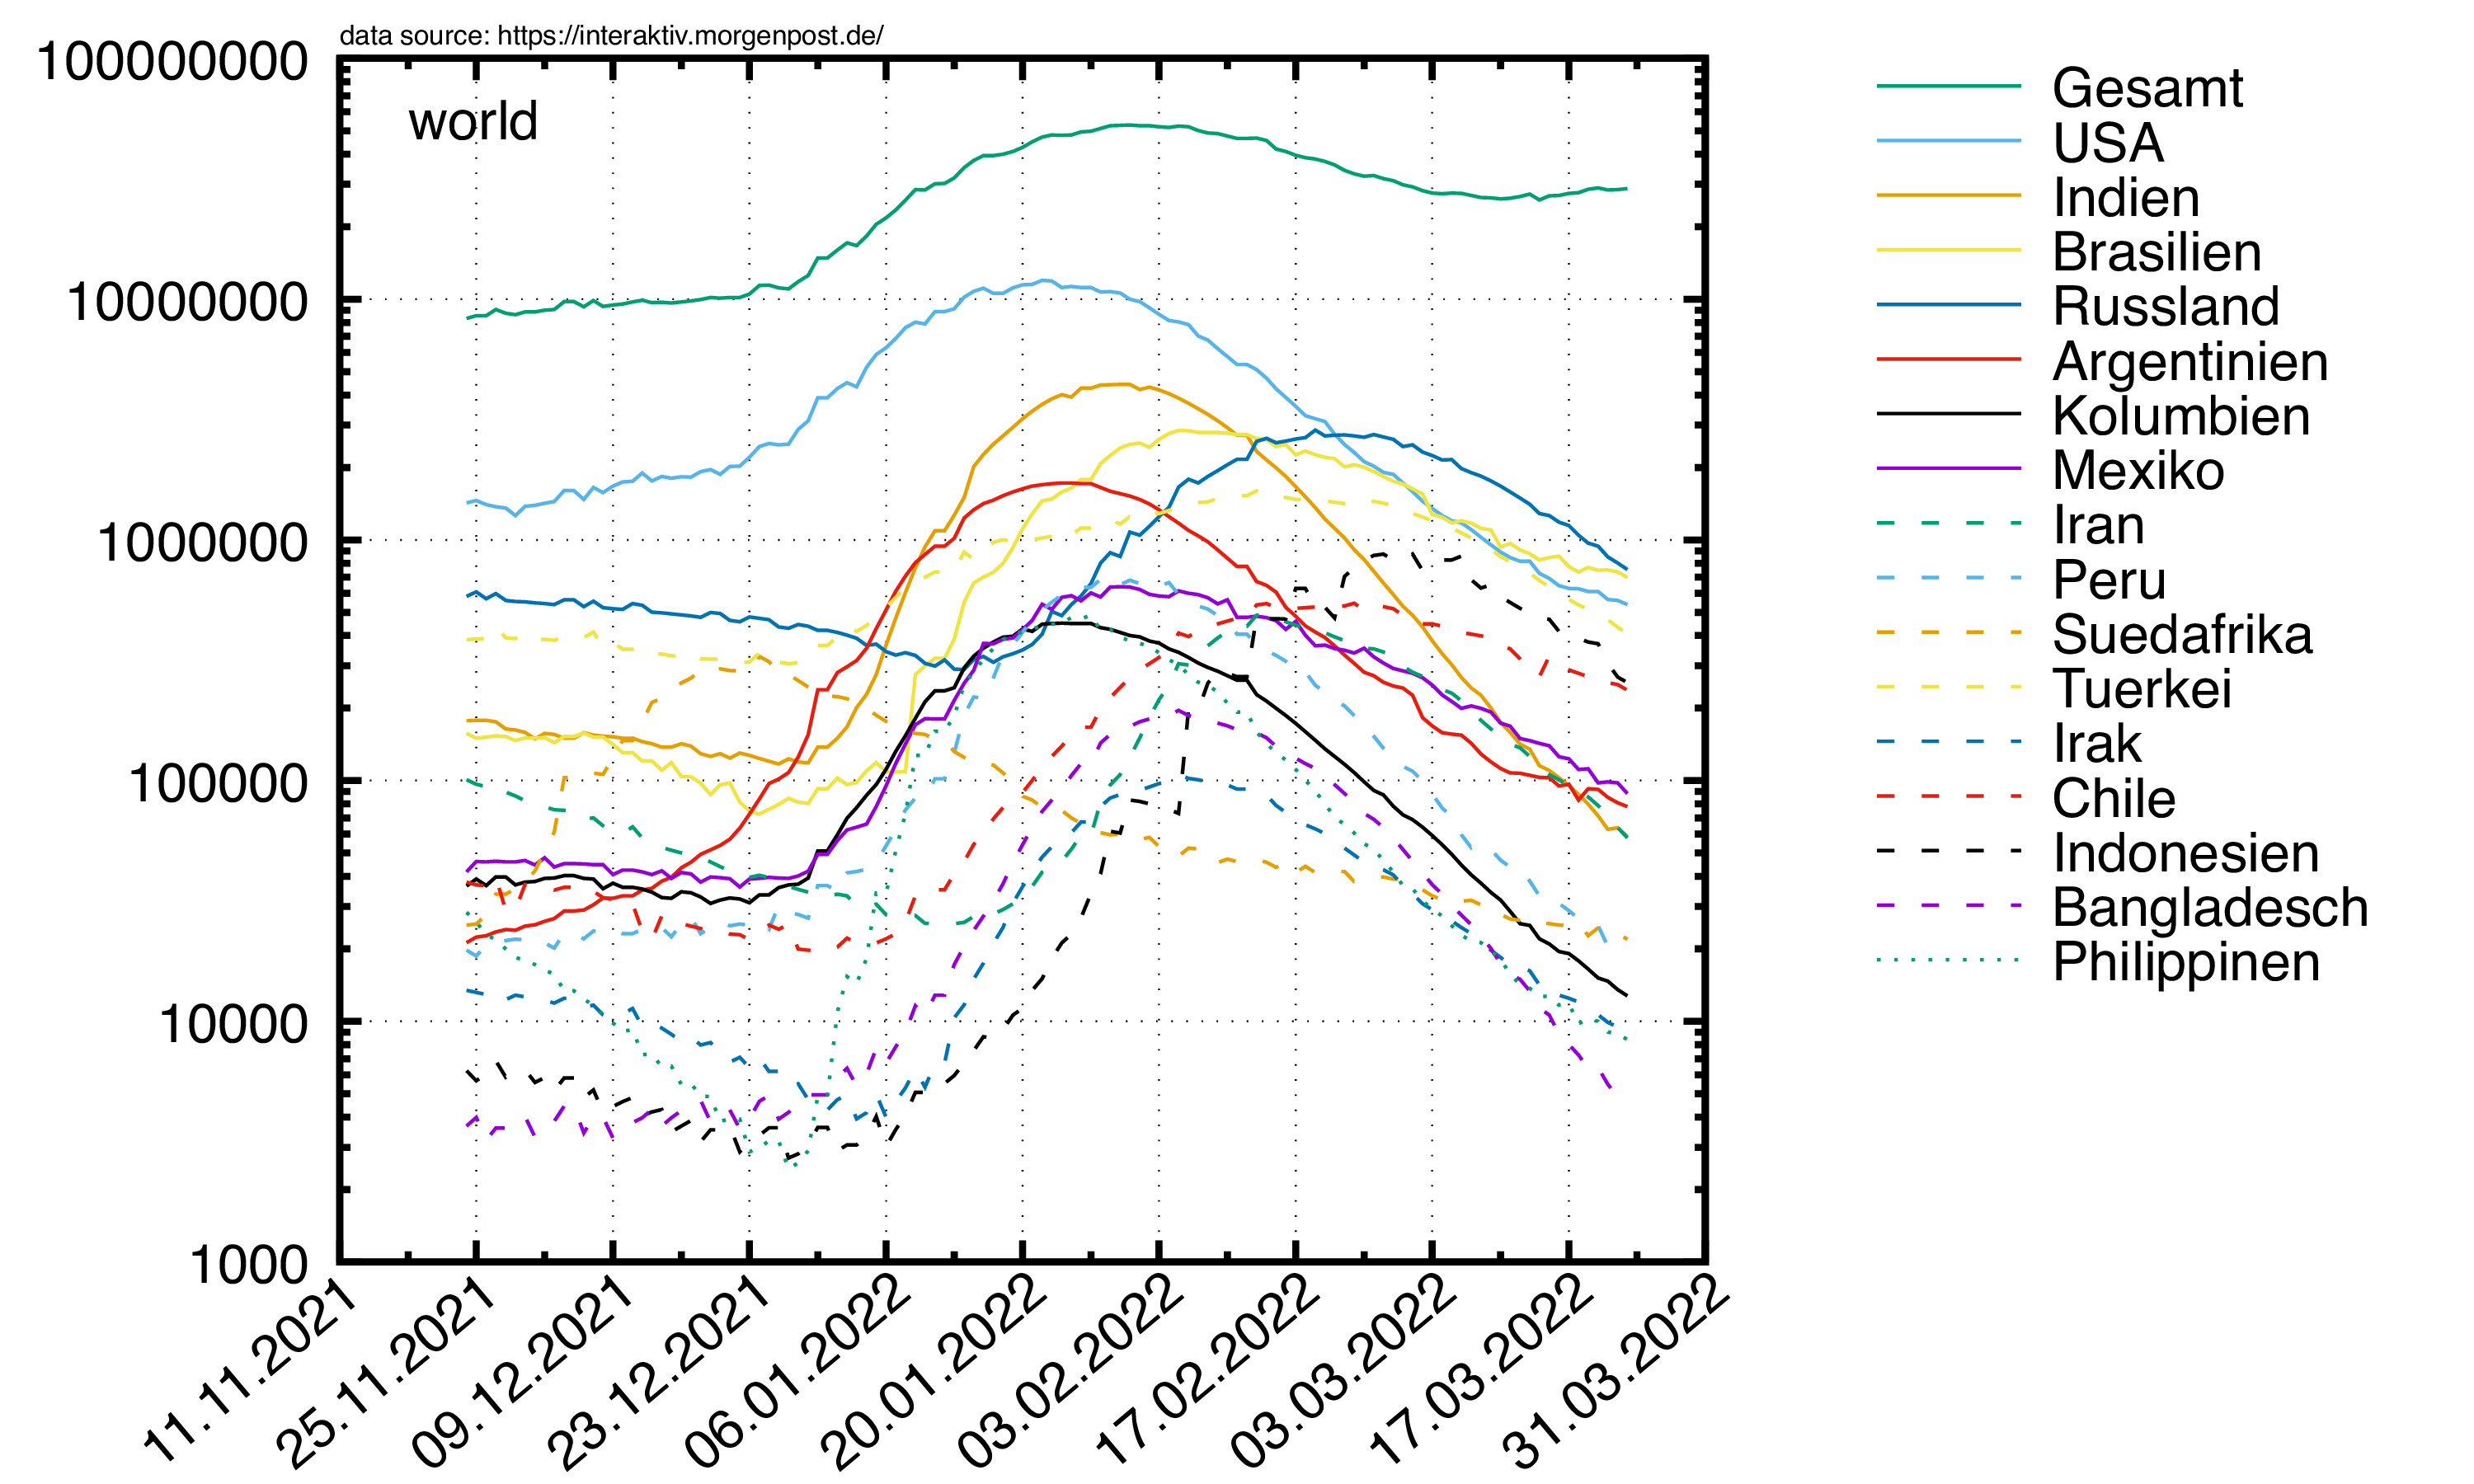 data source: https://interaktiv.morgenpost.de/
world
100000000
10000000
1000000
100000
10000
1000
11.11.2021
25.11.2021
09.12.2021
23.12.2021
06.01.2022
20.01.2022
03.02.2022
17.02.2022
03.03.2022
17.03.2022
31.03.2022
Gesamt
USA
Indien
Brasilien
Russland
Argentinien
Kolumbien
Mexiko
Iran
Peru
Suedafrika
Tuerkei
Irak
Chile
Indonesien
Bangladesch
Philippinen